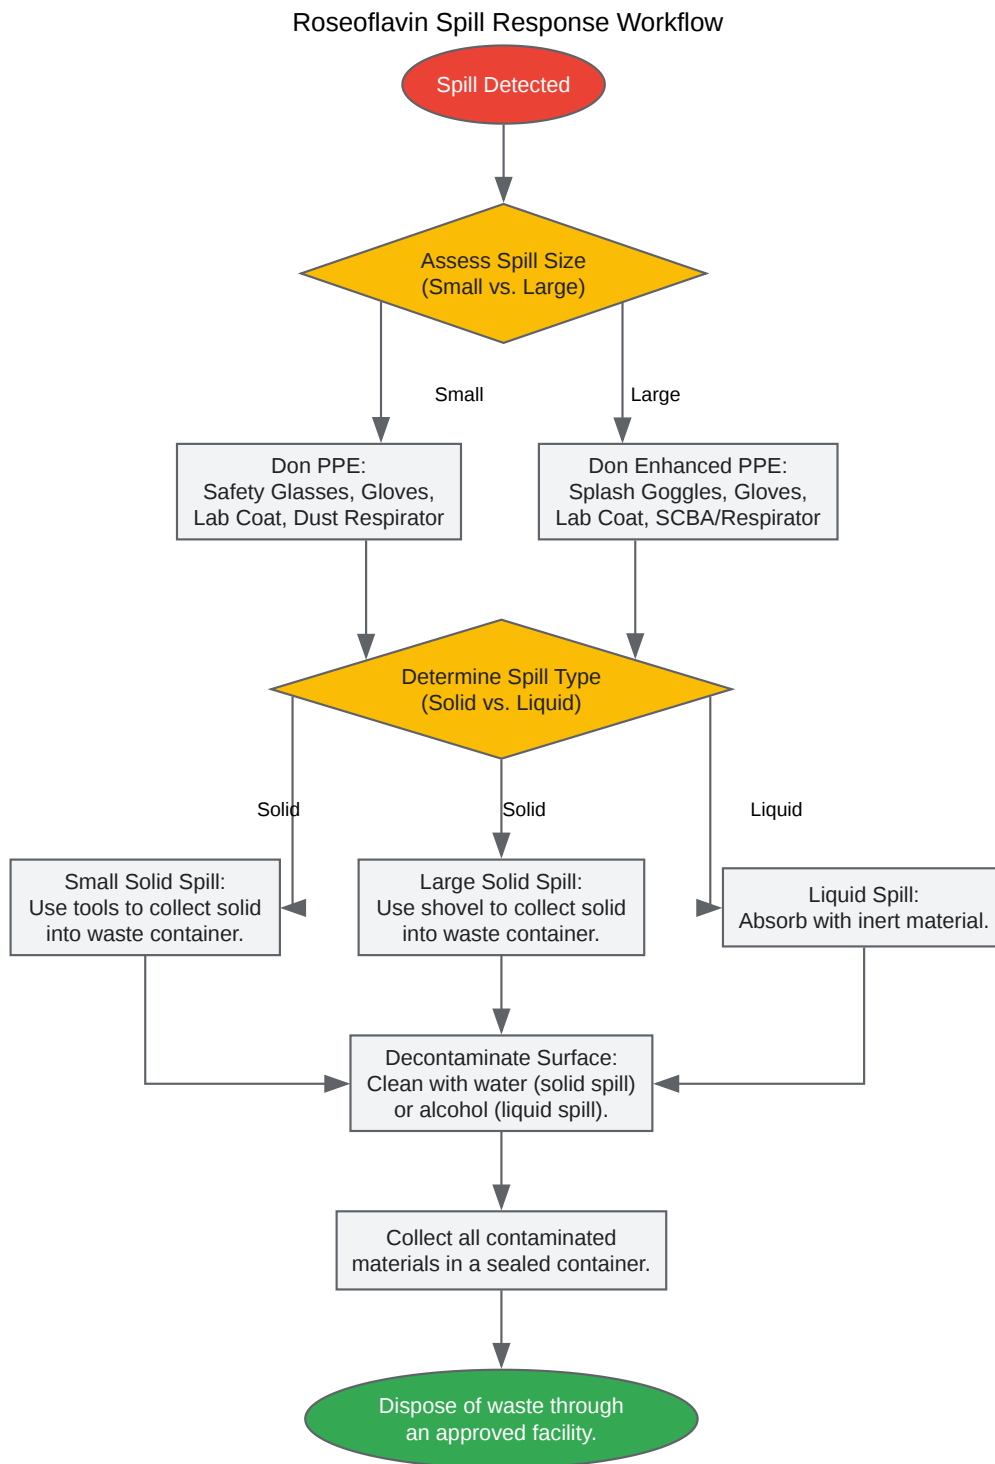 Roseoflavin Spill Response Workflow
Spill Detected
Assess Spill Size
(Small vs. Large)
Small
Large
Don PPE:
Safety Glasses, Gloves,
Lab Coat, Dust Respirator
Don Enhanced PPE:
Splash Goggles, Gloves,
Lab Coat, SCBA/Respirator
Determine Spill Type
(Solid vs. Liquid)
Solid
Solid
Liquid
Small Solid Spill:
Use tools to collect solid
into waste container.
Large Solid Spill:
Use shovel to collect solid
into waste container.
Liquid Spill:
Absorb with inert material.
Decontaminate Surface:
Clean with water (solid spill)
or alcohol (liquid spill).
Collect all contaminated
materials in a sealed container.
Dispose of waste through
an approved facility.